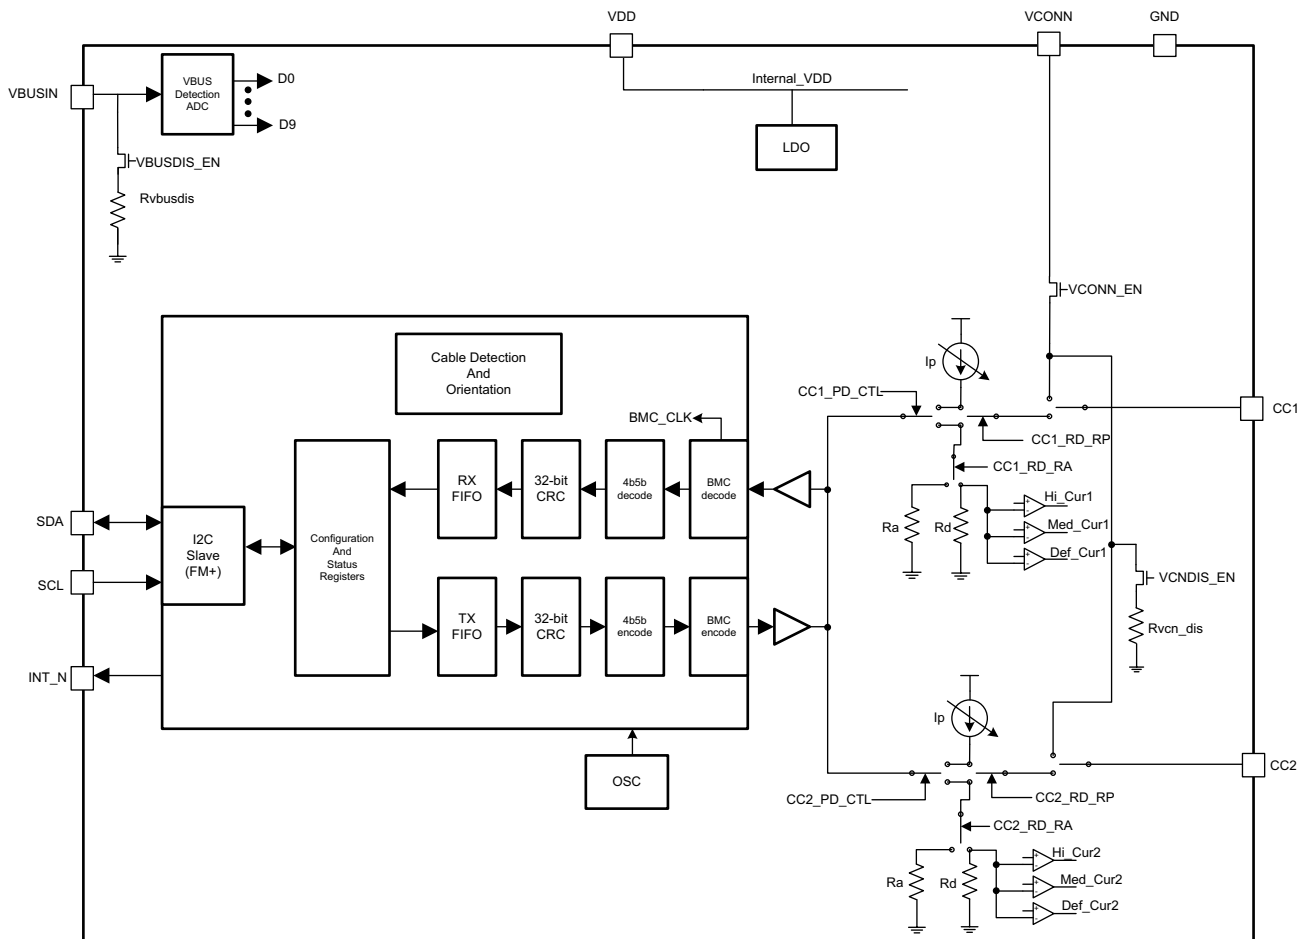 VDD
VCONN
GND
VBUSIN
VBUS
Detection
ADC
D0
D9
Internal_VDD
LDO
VBUSDIS_EN
Rvbusdis
VCONN_EN
Cable Detection
And
Orientation
Ip
CC1_PD_CTL
CC1
BMC_CLK
CC1_RD_RP
CC1_RD_RA
RX
FIFO
32-bit
CRC
4b5b
decode
BMC
decode
Hi_Cur1
Ra
Rd
Med_Cur1
Def_Cur1
SDA
I2C
Slave
(FM+)
Configuration
And
Status
Registers
SCL
VCNDIS_EN
TX
FIFO
32-bit
CRC
4b5b
encode
BMC
encode
Rvcn_dis
INT_N
Ip
OSC
CC2
CC2_PD_CTL
CC2_RD_RP
CC2_RD_RA
Hi_Cur2
Ra
Rd
Med_Cur2
Def_Cur2